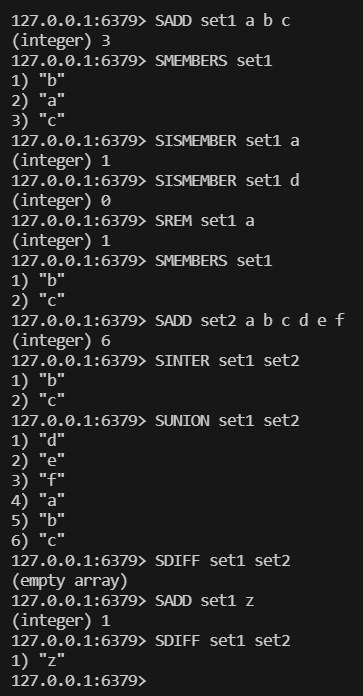 127.0.0.1:6379> SADD set1 a b c
(integer) 3
127.0.0.1:6379> SMEMBERS set1
1) "b"
2) "a"
3) "c"
127.0.0.1:6379> SISMEMBER set1 a
(integer) 1
127.0.0.1:6379> SISMEMBER set1 d
(integer) 0
127.0.0.1:6379> SREM set1 a
(integer) 1
127.0.0.1:6379> SMEMBERS set1
1) "b"
2) "c"
127.0.0.1:6379> SADD set2 a b c d e f
(integer) 6
127.0.0.1:6379> SINTER set1 set2
1) "b"
2) "c"
127.0.0.1:6379> SUNION set1 set2
1) "d"
2) "e"
3) "f"
4) "a"
5) "b"
6) "c"
127.0.0.1:6379> SDIFF set1 set2
(empty array)
127.0.0.1:6379> SADD set1 z
(integer) 1
127.0.0.1:6379> SDIFF set1 set2
1) "z"
127.0.0.1:6379>